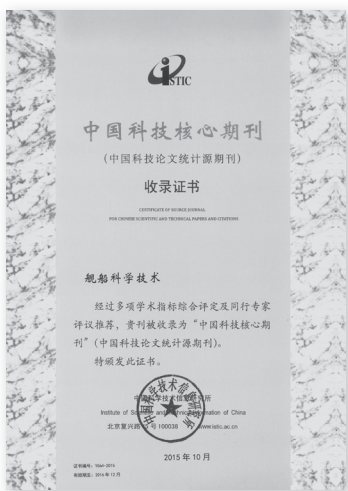 ISTIC
中国科技核心期刊
(中国科技论文统计源期刊)
收录证书
CERTIFICATE OF SOURCE JOURNAL
FOR CHINESE SCIENTIFIC AND TECHNICAL PAPERS AND CITATIONS
舰船科学技术
经过多项学术指标综合评定及同行专家
评议推荐，贵刊被收录为“中国科技核心期
刊”(中国科技论文统计源期刊)。
特颁发此证书。
中国科学技术信息研究所
Institute of Scientific and Technical Information of China
北京复兴路 15 号100038 www.istic.ac.cn
2015 年 10 月